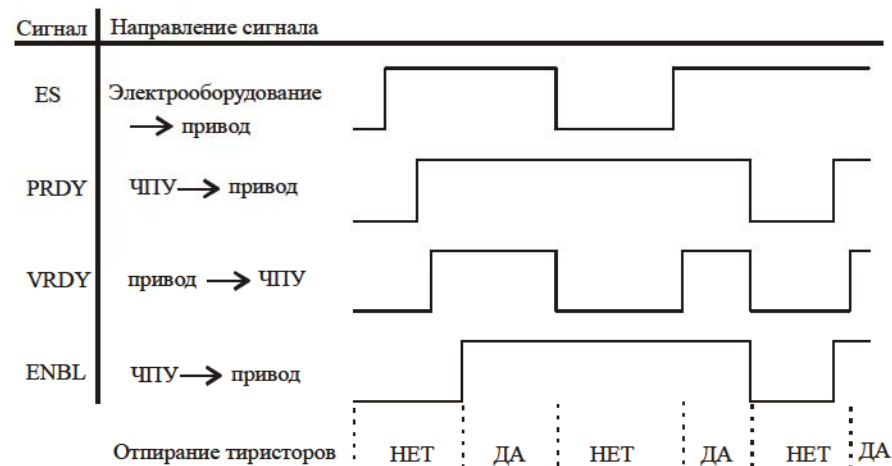 Сигнал Направление сигнала
ES Электрооборудование
привод
PRDY ЧПУ привод
VRDY привод ЧПУ
ENBL ЧПУ привод
Отпирание тиристоров НЕТ ДА НЕТ ДА НЕТ ДА